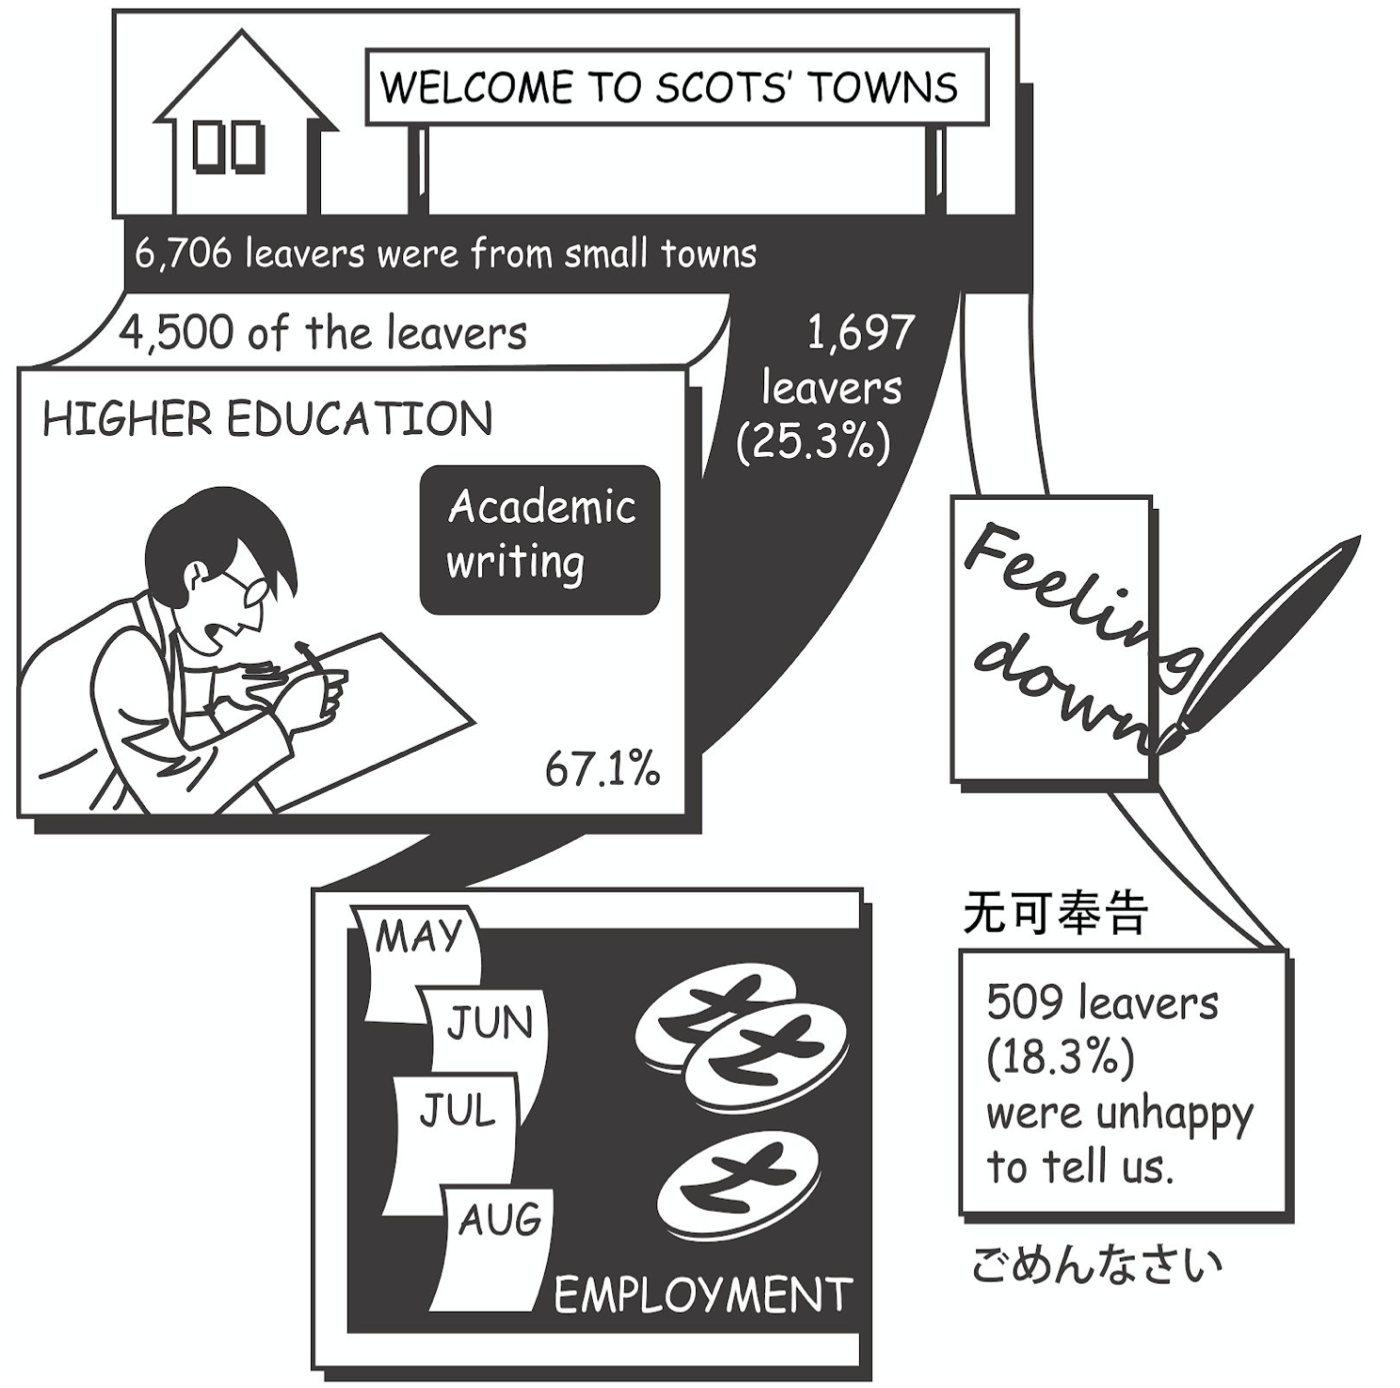 WELCOME TO SCOTS' TOWNS
6,706 leavers were from small towns
4,500 of the leavers
HIGHER EDUCATION
Academic
writing
67.1%
1,697
leavers
(25.3%)
Feeling
down
MAY
JUN
JUL
AUG
EMPLOYMENT
无可奉告
509 leavers
(18.3%)
were unhappy
to tell us.
ごめんなさい